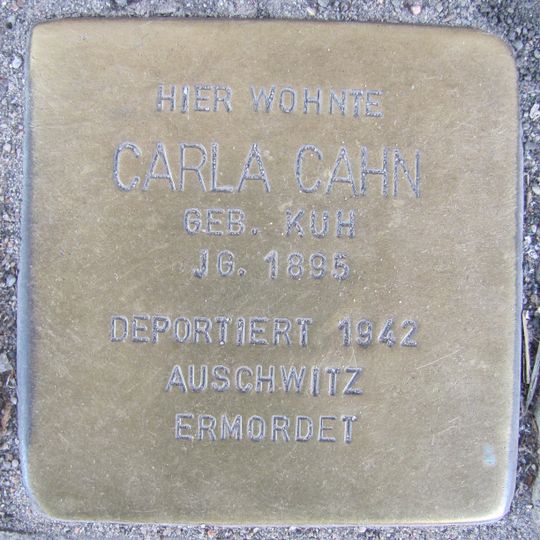 HIER WOHNTE
CARLA CAHN
GEB. KUH
JG. 1895
DEPORTIERT 1942
AUSCHWITZ
ERMORDET